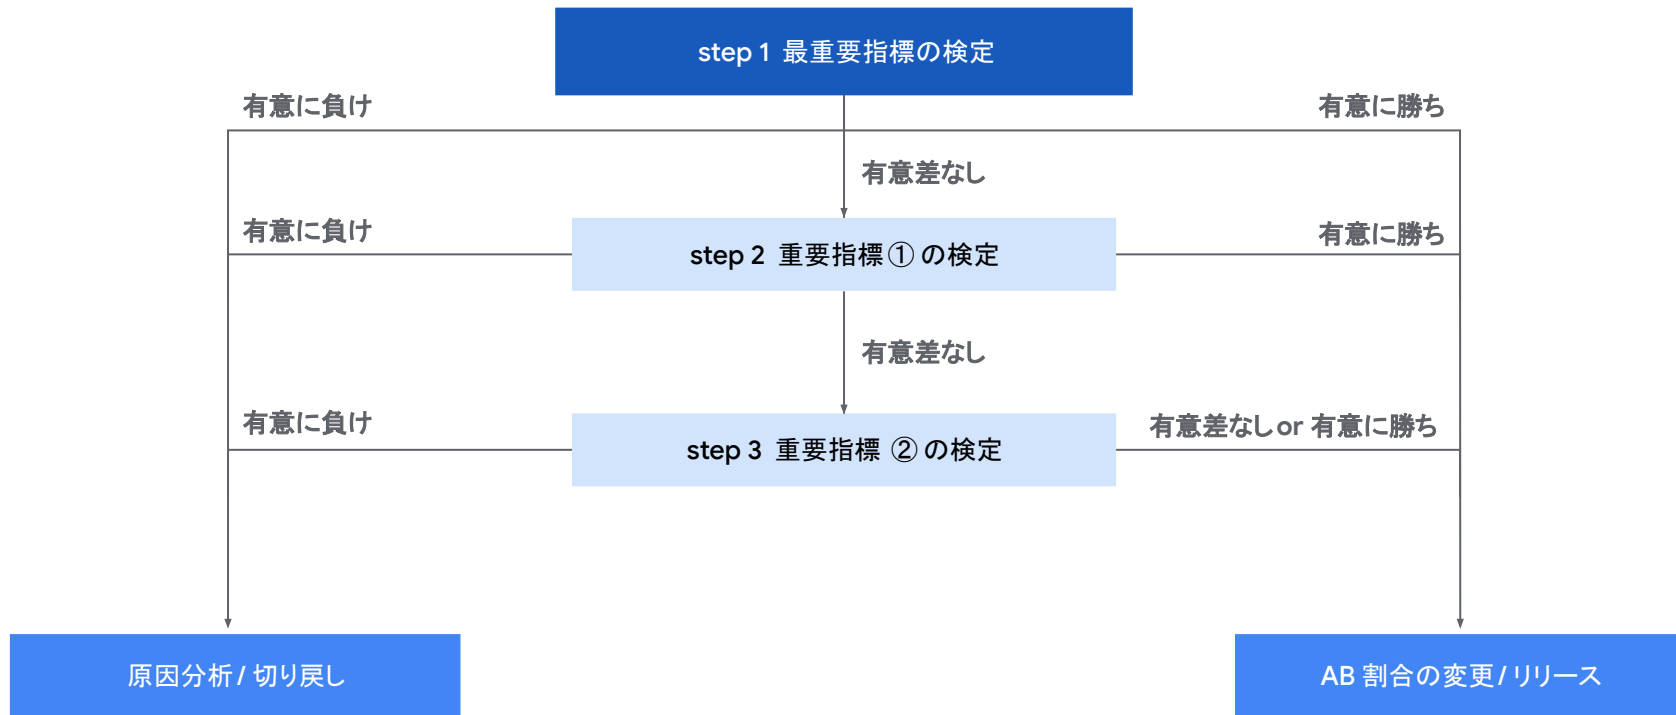 step 1 最重要指標の検定
有意に負け
有意に勝ち
有意差なし
有意に負け
step 2 重要指標①の検定
有意に勝ち
有意差なし
有意に負け
step 3 重要指標 ②の検定
有意差なし or 有意に勝ち
原因分析 / 切り戻し
AB 割合の変更 / リリース